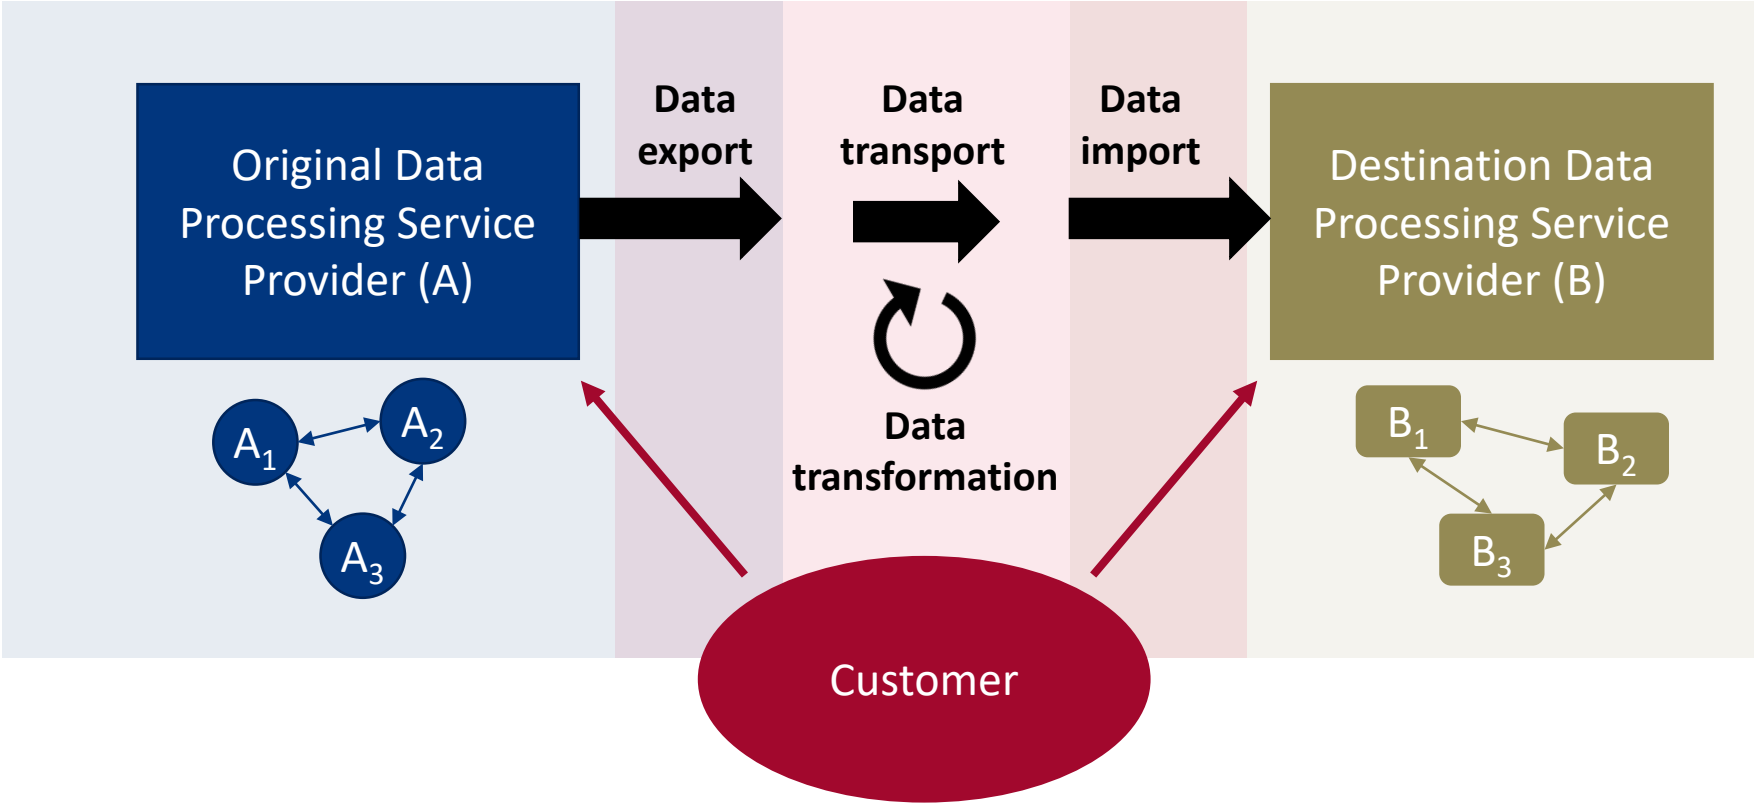 Original Data
Processing Service
Provider (A)
Data
export
Data
transport
Data
import
Destination Data
Processing Service
Provider (B)
Data
transformation
A1
A2
A3
B1
B2
B3
Customer